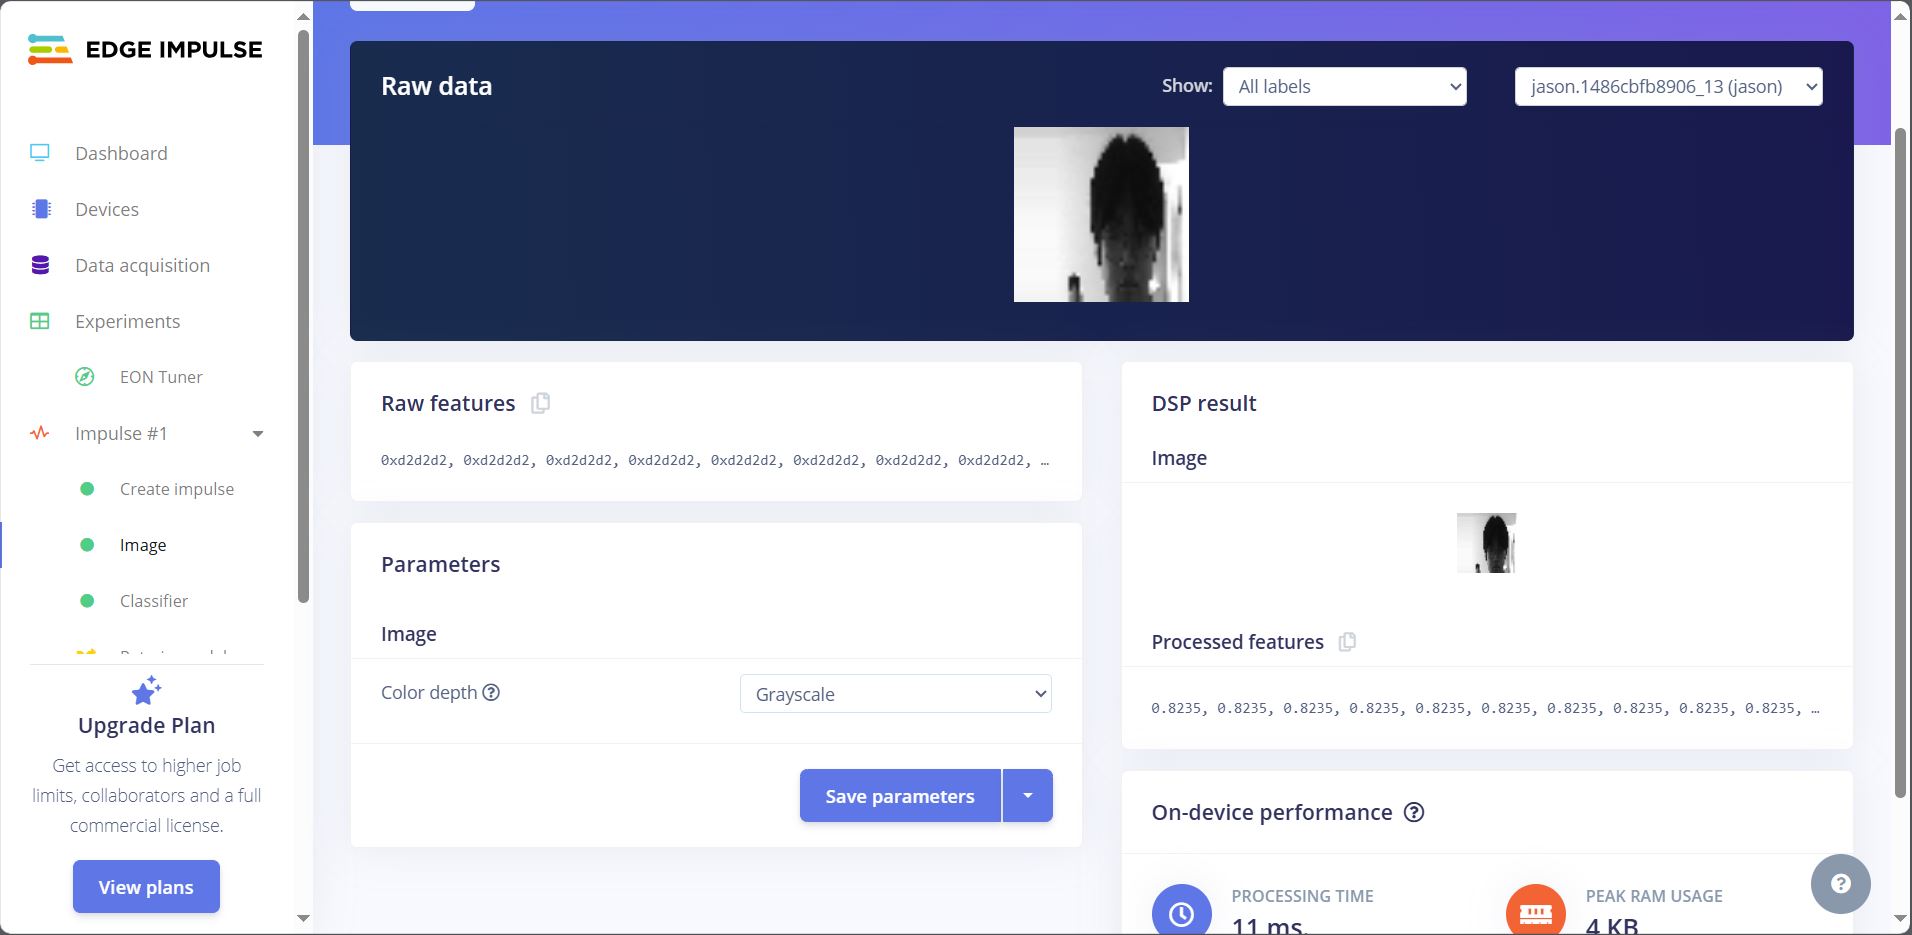 EDGE IMPULSE
Dashboard
Devices
Data acquisition
Experiments
EON Tuner
Impulse #1
Create impulse
Image
Classifier
Upgrade Plan
Get access to higher job
limits, collaborators and a full
commercial license.
View plans
Raw data
Show:
All labels
jason.1486cbfb8906_13 (jason)
Raw features
0xd2d2d2, 0xd2d2d2, 0xd2d2d2, 0xd2d2d2, 0xd2d2d2, 0xd2d2d2, 0xd2d2d2, 0xd2d2d2, …
Parameters
Image
Color depth
Grayscale
Save parameters
DSP result
Image
Processed features
0.8235, 0.8235, 0.8235, 0.8235, 0.8235, 0.8235, 0.8235, 0.8235, 0.8235, 0.8235, …
On-device performance
PROCESSING TIME
11 ms.
PEAK RAM USAGE
4 KB